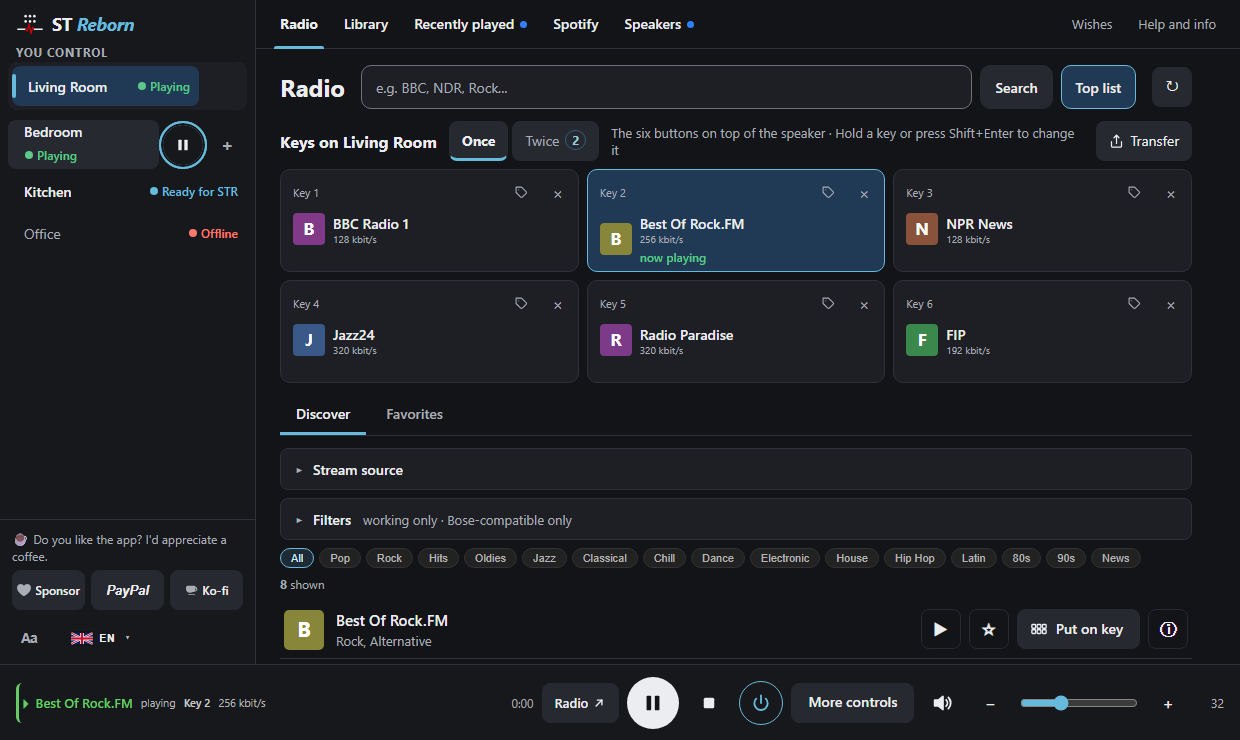 ST Reborn
YOU CONTROL
Living Room
Playing
Bedroom
Playing
+
Kitchen
Ready for STR
Office
Offline
Do you like the app? I'd appreciate a
coffee.
Sponsor
PayPal
Ko-fi
Aa
EN
Radio
Library
Recently played
Spotify
Speakers
Wishes
Help and info
Radio
e.g. BBC, NDR, Rock...
Search
Top list
↻
Keys on Living Room
Once
Twice 2
The six buttons on top of the speaker · Hold a key or press Shift+Enter to change
it
Transfer
Key 1
×
B
BBC Radio 1
128 kbit/s
Key 2
×
B
Best Of Rock.FM
256 kbit/s
now playing
Key 3
×
N
NPR News
128 kbit/s
Key 4
×
J
Jazz24
320 kbit/s
Key 5
×
R
Radio Paradise
320 kbit/s
Key 6
×
F
FIP
192 kbit/s
Discover
Favorites
▸ Stream source
▸ Filters working only · Bose-compatible only
All
Pop
Rock
Hits
Oldies
Jazz
Classical
Chill
Dance
Electronic
House
Hip Hop
Latin
80s
90s
News
8 shown
B
Best Of Rock.FM
Rock, Alternative
Put on key
Best Of Rock.FM playing Key 2 256 kbit/s
0:00
Radio ↗
More controls
−
+
32